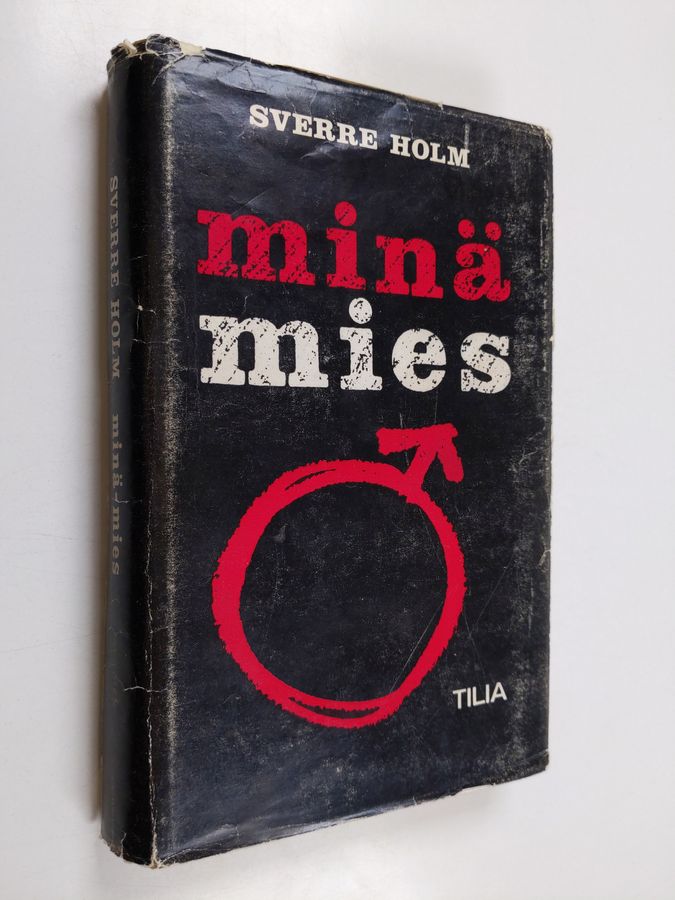 SVERRE HOLM
minä
mies
TILIA
SVERRE HOLM minä-mies